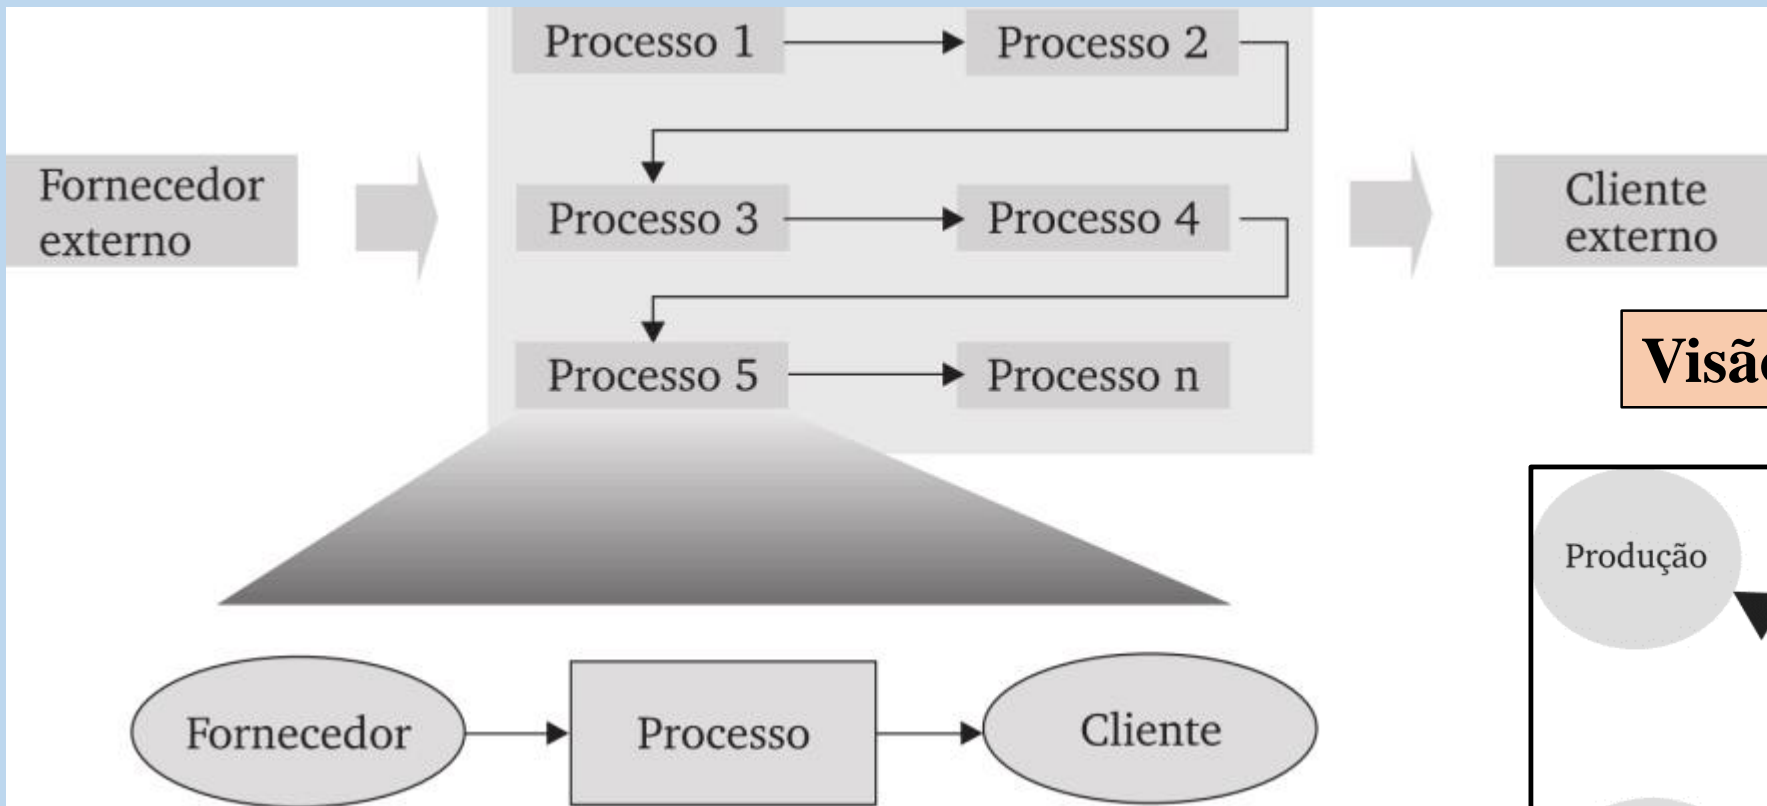 Processo 1
Processo 2
Fornecedor
externo
Processo 3
Processo 4
Cliente
externo
Processo 5
Processo n
Produção
Fornecedor
Processo
Cliente